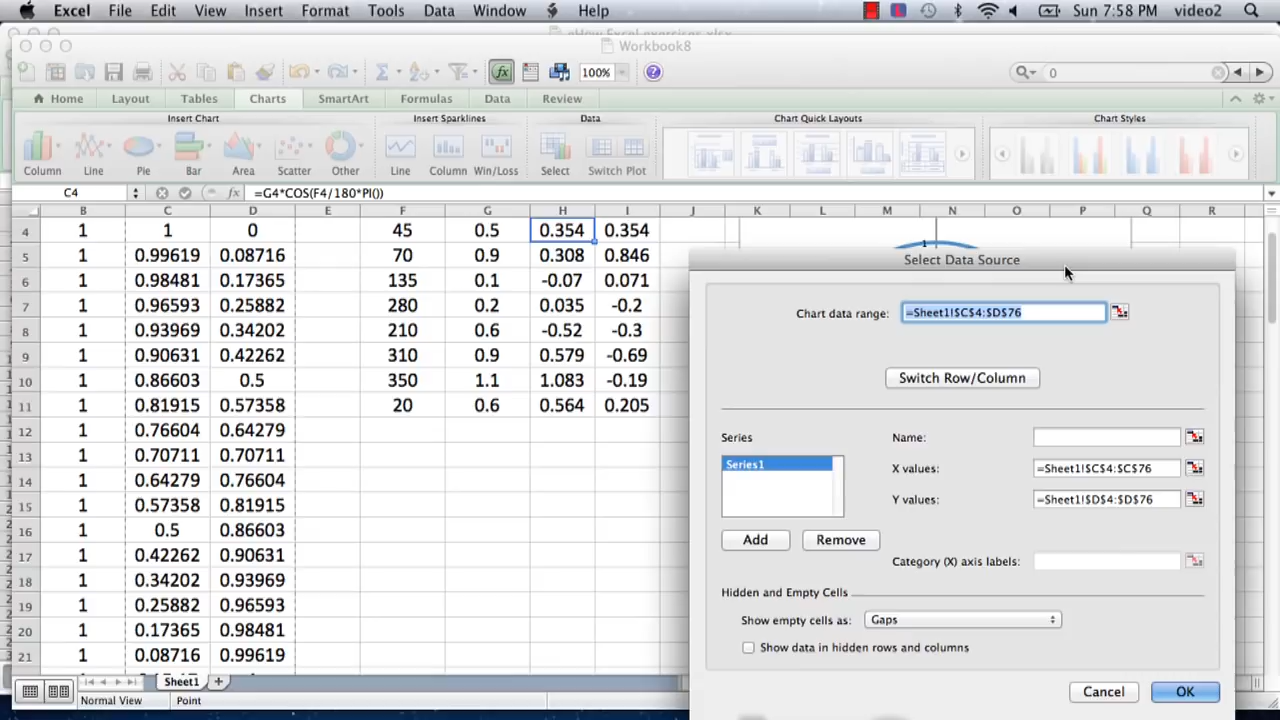 Excel File Edit View Insert Format Tools Data Window Help Sun 7:58 PM video2
Workbook8
100% 0
Home Layout Tables Charts SmartArt Formulas Data Review
Insert Chart Insert Sparklines Data Chart Quick Layouts Chart Styles
Column Line Pie Bar Area Scatter Other Line Column Win/Loss Select Switch Plot
C4 fx =G4*COS(F4/180*PI())
B C D E F G H I J K L M N O P Q R
4 1 1 0 45 0.5 0.354 0.354 1
5 1 0.99619 0.08716 70 0.9 0.308 0.846
6 1 0.98481 0.17365 135 0.1 -0.07 0.071
7 1 0.96593 0.25882 280 0.2 0.035 -0.2
8 1 0.93969 0.34202 210 0.6 -0.52 -0.3
9 1 0.90631 0.42262 310 0.9 0.579 -0.69
10 1 0.86603 0.5 350 1.1 1.083 -0.19
11 1 0.81915 0.57358 20 0.6 0.564 0.205
12 1 0.76604 0.64279
13 1 0.70711 0.70711
14 1 0.64279 0.76604
15 1 0.57358 0.81915
16 1 0.5 0.86603
17 1 0.42262 0.90631
18 1 0.34202 0.93969
19 1 0.25882 0.96593
20 1 0.17365 0.98481
21 1 0.08716 0.99619
Select Data Source
Chart data range: =Sheet1!$C$4:$D$76
Switch Row/Column
Series Name:
Series1 X values: =Sheet1!$C$4:$C$76
Y values: =Sheet1!$D$4:$D$76
Add Remove
Category (X) axis labels:
Hidden and Empty Cells
Show empty cells as: Gaps
Show data in hidden rows and columns
Cancel OK
Sheet1
Normal View Point